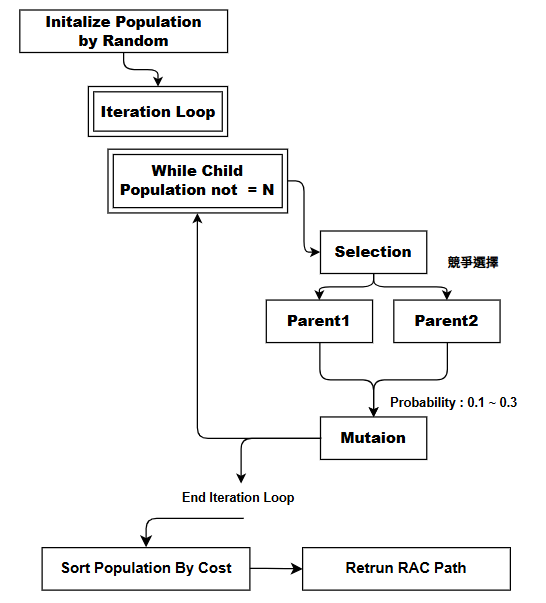 Initalize Population
by Random
Iteration Loop
While Child
Population not = N
Selection
競爭選擇
Parent1
Parent2
Probability : 0.1 ~ 0.3
Mutaion
End Iteration Loop
Sort Population By Cost
Retrun RAC Path